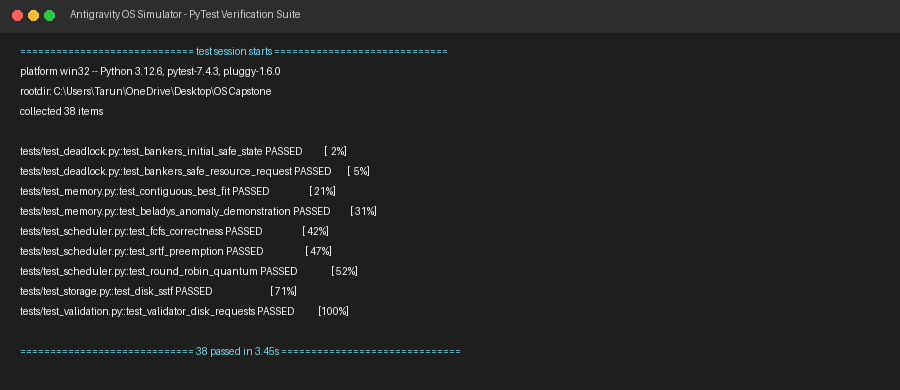 Antigravity OS Simulator - PyTest Verification Suite
============================= test session starts =============================
platform win32 -- Python 3.12.6, pytest-7.4.3, pluggy-1.6.0
rootdir: C:\Users\Tarun\OneDrive\Desktop\OS Capstone
collected 38 items
tests/test_deadlock.py::test_bankers_initial_safe_state PASSED [ 2%]
tests/test_deadlock.py::test_bankers_safe_resource_request PASSED [ 5%]
tests/test_memory.py::test_contiguous_best_fit PASSED [ 21%]
tests/test_memory.py::test_beladys_anomaly_demonstration PASSED [ 31%]
tests/test_scheduler.py::test_fcfs_correctness PASSED [ 42%]
tests/test_scheduler.py::test_srtf_preemption PASSED [ 47%]
tests/test_scheduler.py::test_round_robin_quantum PASSED [ 52%]
tests/test_storage.py::test_disk_sstf PASSED [ 71%]
tests/test_validation.py::test_validator_disk_requests PASSED [100%]
============================= 38 passed in 3.45s ==============================